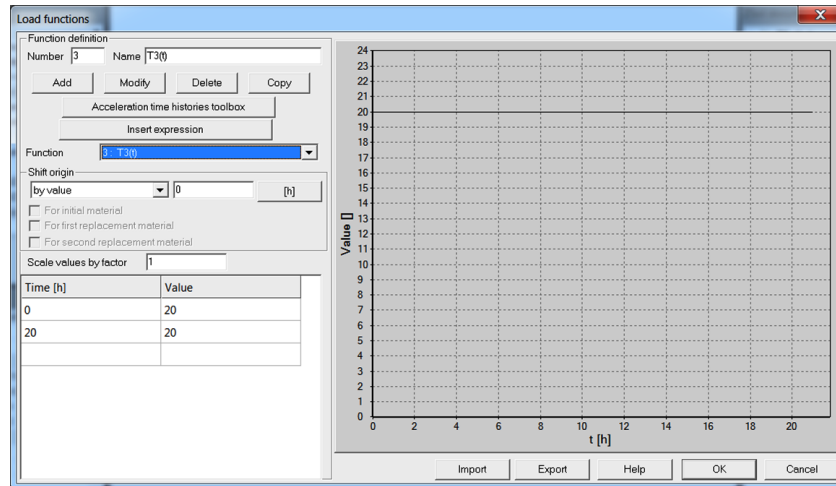 Load functions
X
Function definition
Number 3 Name T3(t)
Add Modify Delete Copy
Acceleration time histories toolbox
Insert expression
Function 3 : T3(t)
Shift origin
by value 0 [h]
For initial material
For first replacement material
For second replacement material
Scale values by factor 1
Time [h] Value
0 20
20 20
24
23
22
21
20
19
18
17
16
15
14
13
12
11
10
9
8
7
6
5
4
3
2
1
0
Value []
0 2 4 6 8 10 12 14 16 18 20
t [h]
Import Export Help OK Cancel